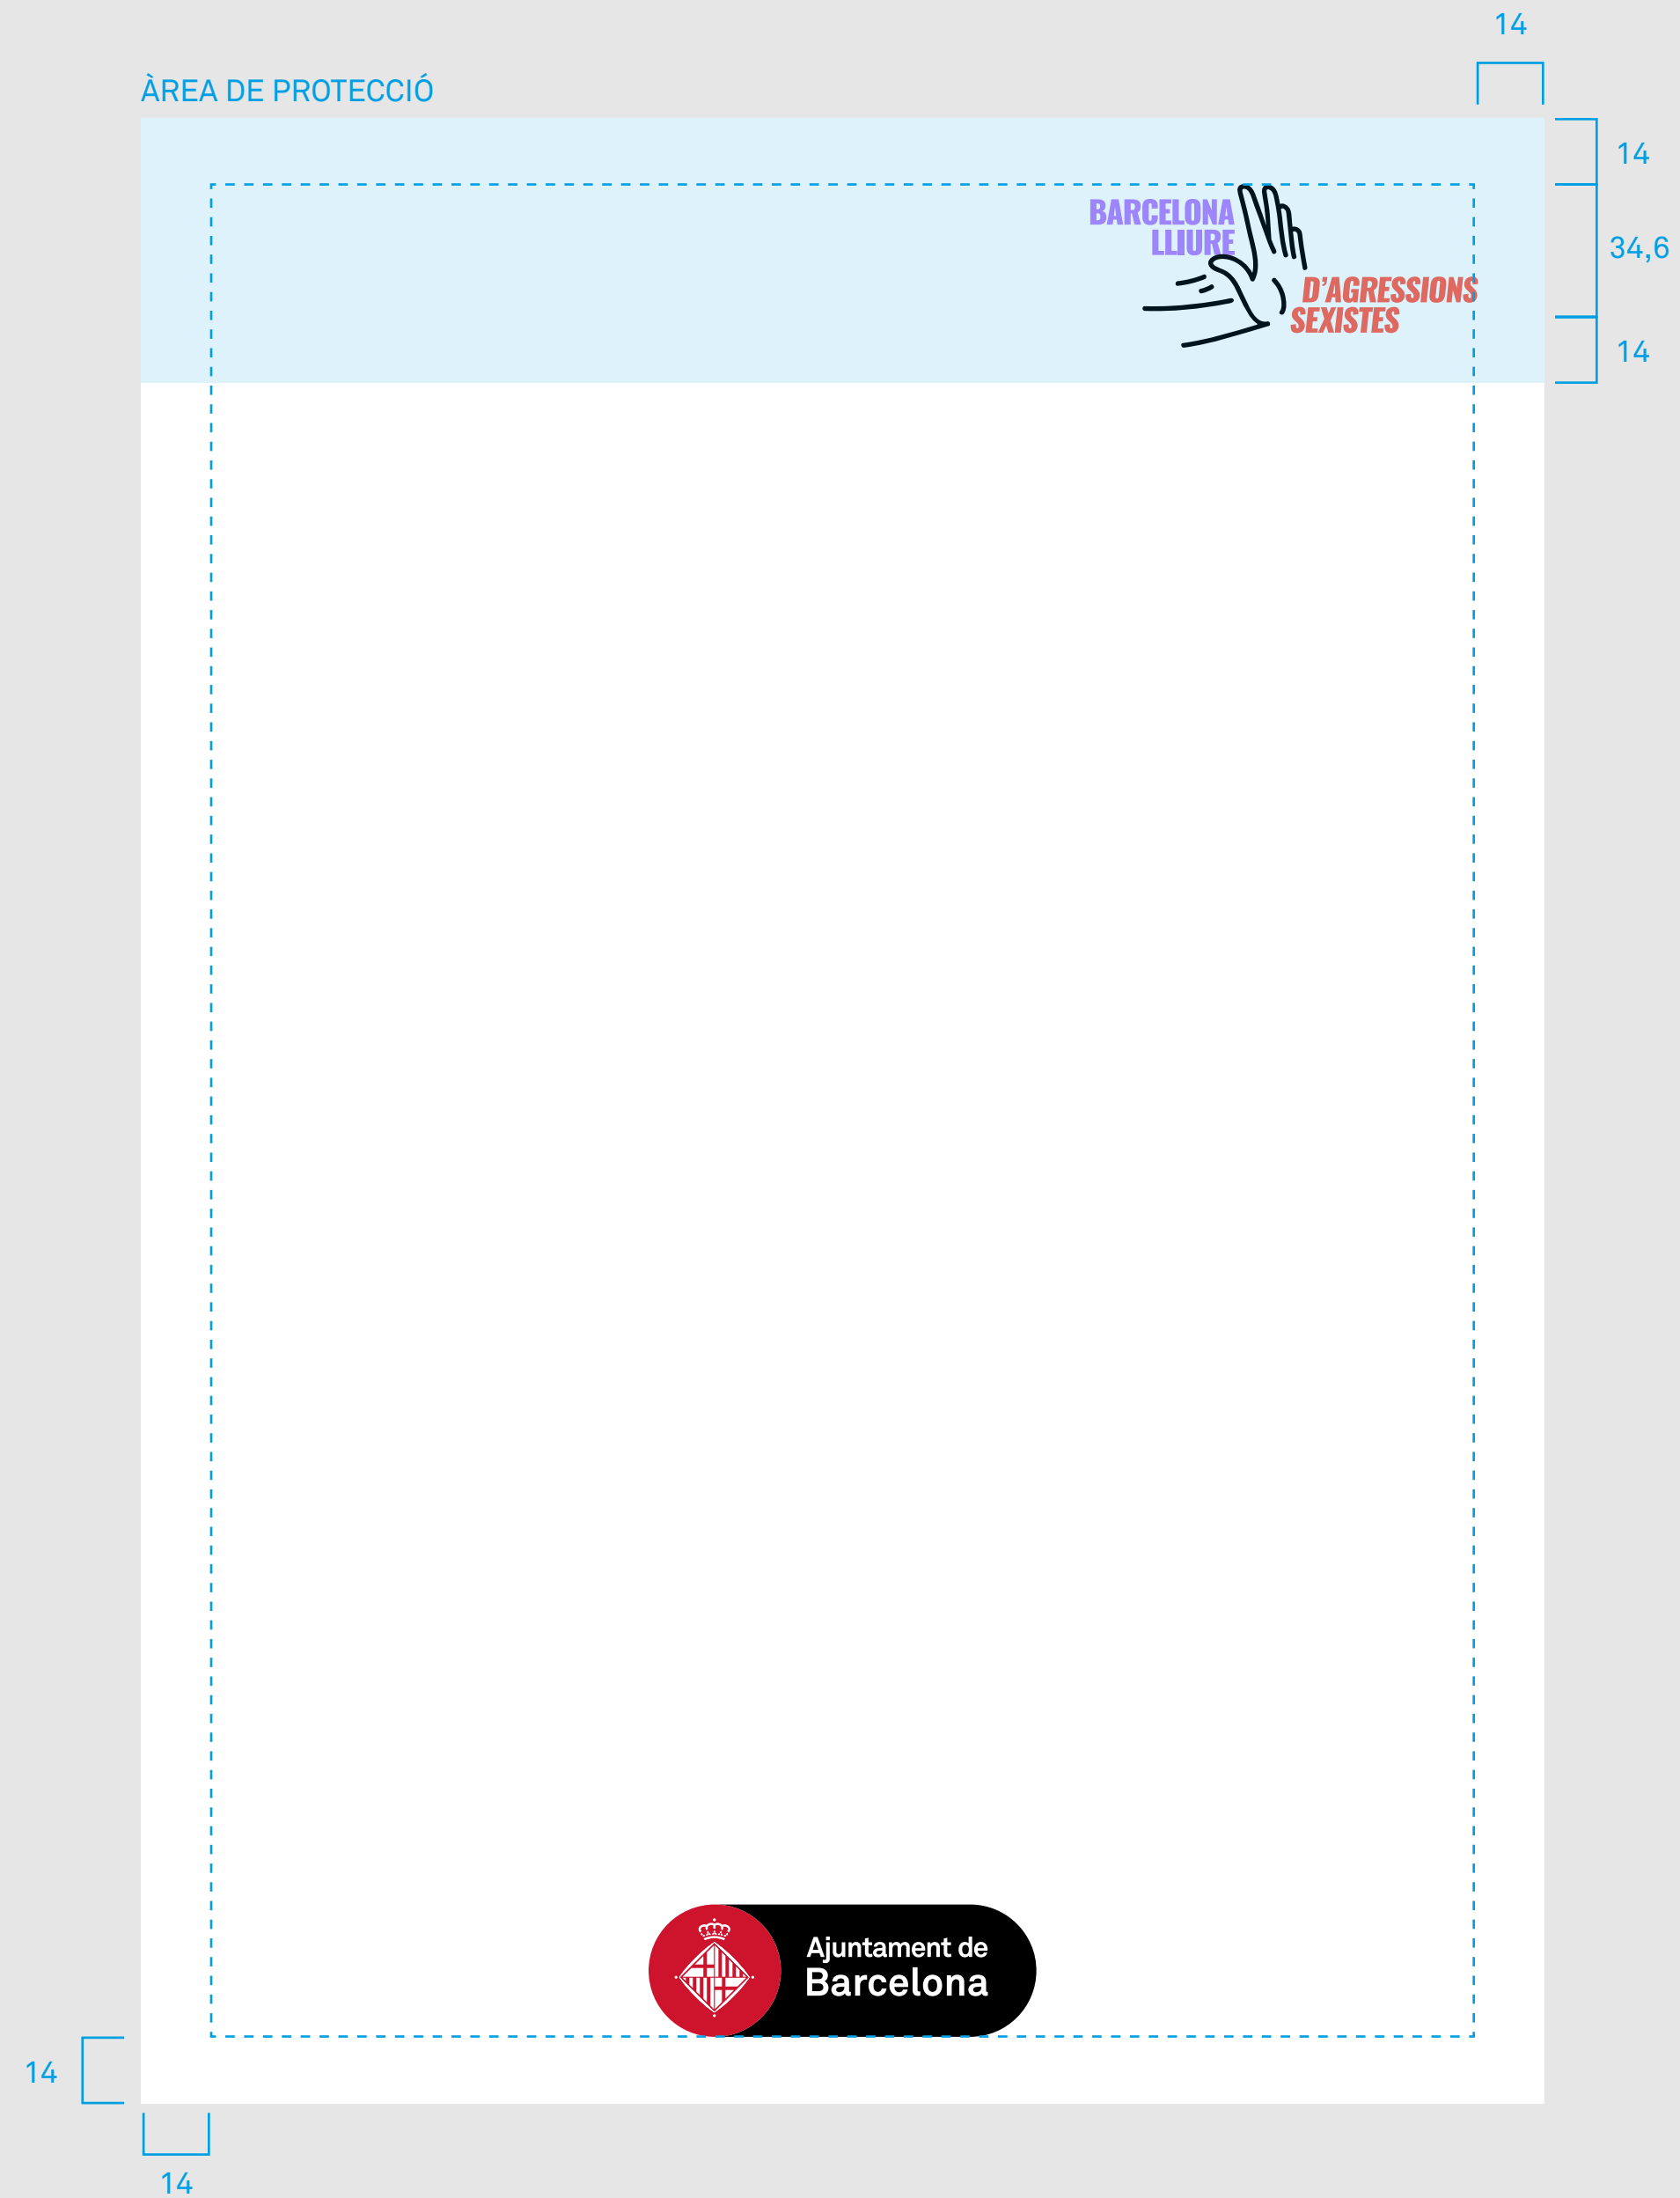 14
ÀREA DE PROTECCIÓ
14
BARCELONA
LLIURE
34,6
D'AGRESSIONS
SEXISTES
14
Ajuntament de
Barcelona
14
14